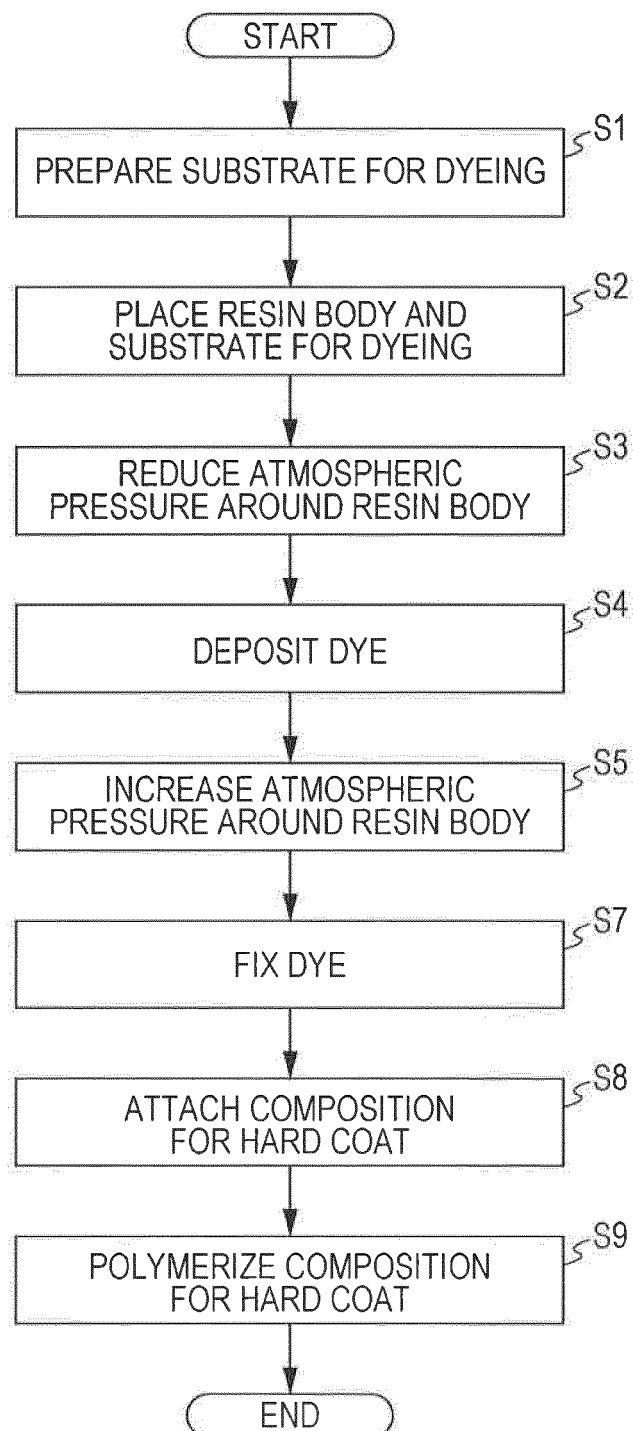 START
S1
PREPARE SUBSTRATE FOR DYEING
S2
PLACE RESIN BODY AND
SUBSTRATE FOR DYEING
S3
REDUCE ATMOSPHERIC
PRESSURE AROUND RESIN BODY
S4
DEPOSIT DYE
S5
INCREASE ATMOSPHERIC
PRESSURE AROUND RESIN BODY
S7
FIX DYE
S8
ATTACH COMPOSITION
FOR HARD COAT
S9
POLYMERIZE COMPOSITION
FOR HARD COAT
END